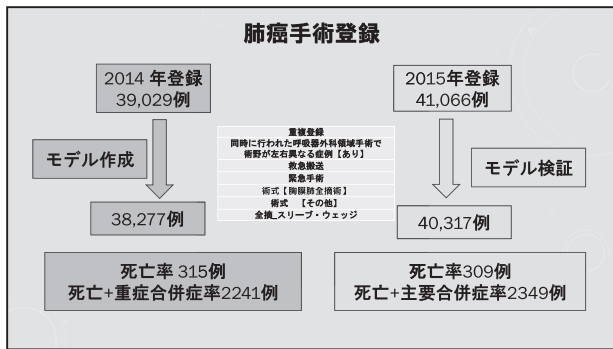 肺癌手術登録
2014 年登録
39,029例
2015年登録
41,066例
モデル作成
重複登録
同時に行われた呼吸器外科領域手術で
術野が左右異なる症例【あり】
救急搬送
緊急手術
術式【胸膜肺全摘術】
術式　【その他】
全摘_スリーブ・ウェッジ
モデル検証
38,277例
40,317例
死亡率 315例
死亡+重症合併症率2241例
死亡率309例
死亡+主要合併症率2349例